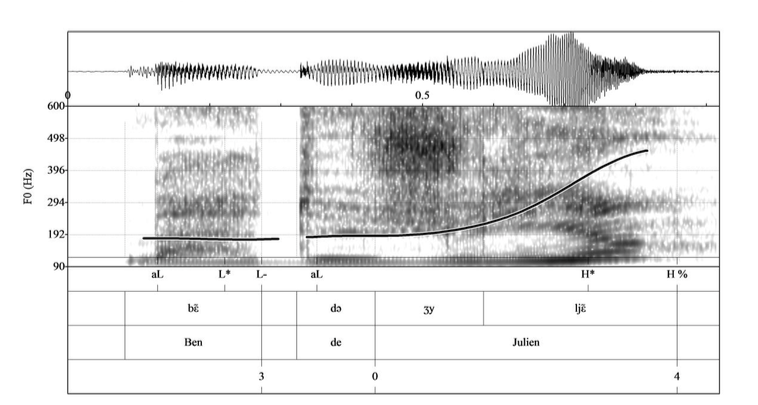 0 0.5
600
498
396
294
192
90
F0 (Hz)
aL L* L- aL H* H %
bɛ̃ də ʒy ljɛ̃
Ben de Julien
3 0 4